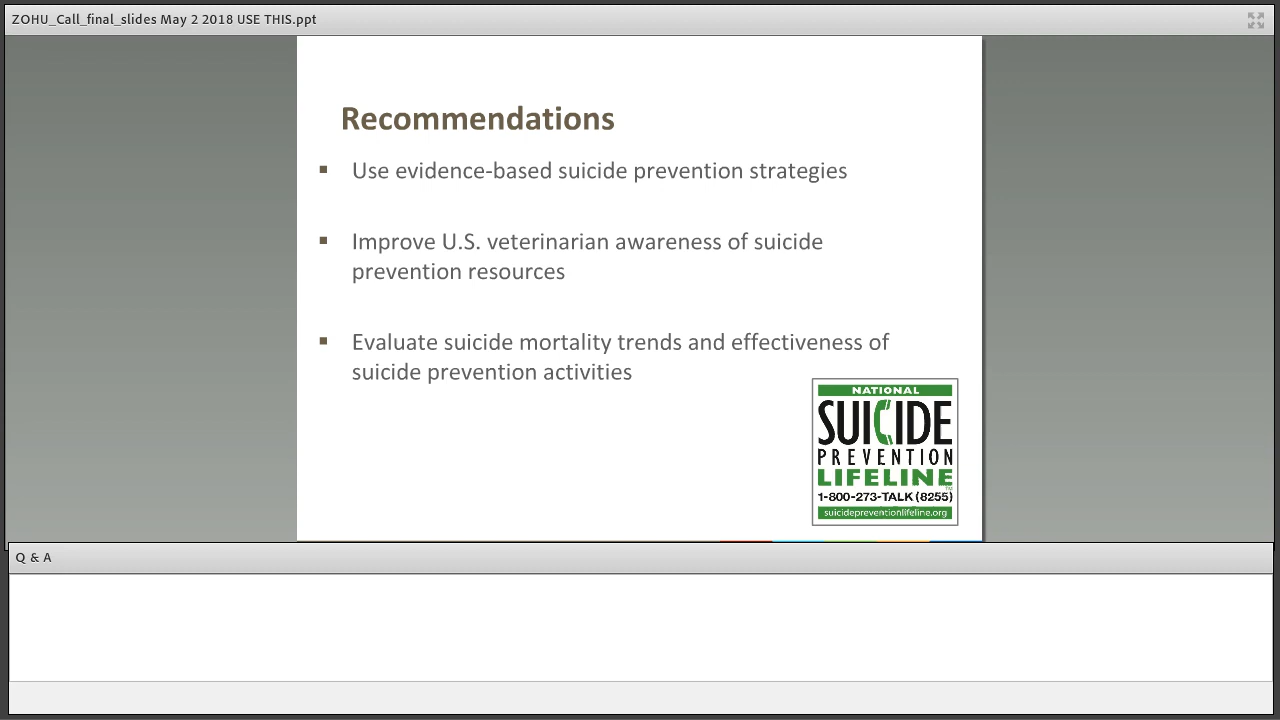 ZOHU_Call_final_slides May 2 2018 USE THIS.ppt
Recommendations
▪ Use evidence-based suicide prevention strategies
▪ Improve U.S. veterinarian awareness of suicide
prevention resources
▪ Evaluate suicide mortality trends and effectiveness of
suicide prevention activities
NATIONAL
SUICIDE
PREVENTION
LIFELINE™
1-800-273-TALK (8255)
suicidepreventionlifeline.org
Q & A